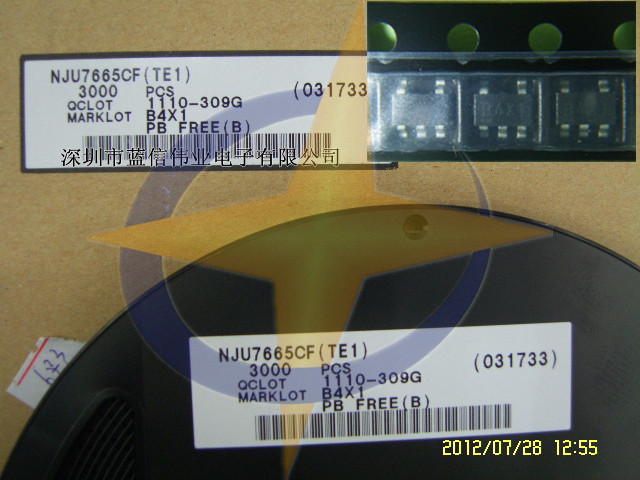 NJU7665CF(TE1)
3000 PCS (031733)
QCLOT 1110-309G
MARKLOT B4X1
PB FREE(B)
深圳市蓝信伟业电子有限公司
B4X1
NJU7665CF(TE1)
3000 PCS (031733)
QCLOT 1110-309G
MARKLOT B4X1
PB FREE(B)
673
2012/07/28 12:55